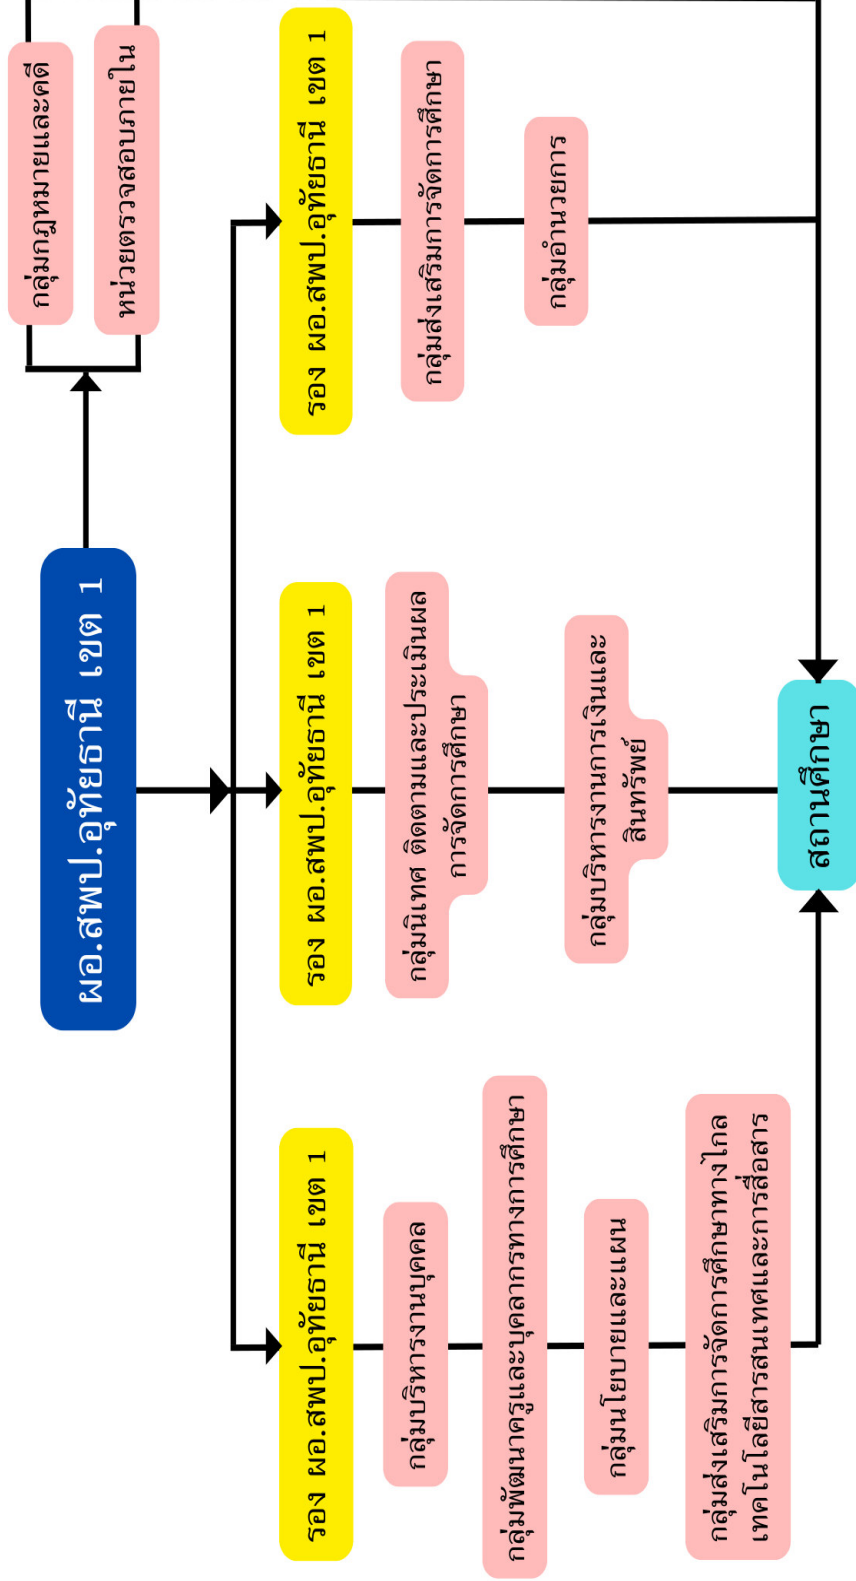 ผอ.สพป.อุทัยธานี เขต 1
กลุ่มกฎหมายและคดี
หน่วยตรวจสอบภายใน
รอง ผอ.สพป.อุทัยธานี เขต 1
กลุ่มบริหารงานบุคคล
กลุ่มพัฒนาครูและบุคลากรทางการศึกษา
กลุ่มนโยบายและแผน
กลุ่มส่งเสริมการจัดการศึกษาทางไกล
เทคโนโลยีสารสนเทศและการสื่อสาร
รอง ผอ.สพป.อุทัยธานี เขต 1
กลุ่มนิเทศ ติดตามและประเมินผล
การจัดการศึกษา
กลุ่มบริหารงานการเงินและ
สินทรัพย์
รอง ผอ.สพป.อุทัยธานี เขต 1
กลุ่มส่งเสริมการจัดการศึกษา
กลุ่มอำนวยการ
สถานศึกษา